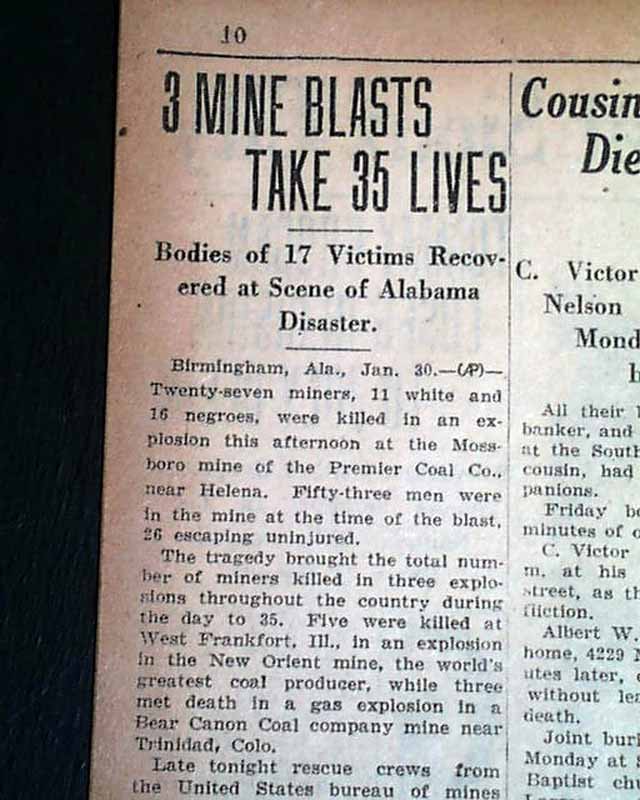 10
3 MINE BLASTS
TAKE 35 LIVES
Bodies of 17 Victims Recov-
ered at Scene of Alabama
Disaster.
Birmingham, Ala., Jan. 30.—(AP)—
Twenty-seven miners, 11 white and
16 negroes, were killed in an ex-
plosion this afternoon at the Moss-
boro mine of the Premier Coal Co.,
near Helena. Fifty-three men were
in the mine at the time of the blast,
26 escaping uninjured.
The tragedy brought the total num-
ber of miners killed in three explo-
sions throughout the country during
the day to 35. Five were killed at
West Frankfort, Ill., in an explosion
in the New Orient mine, the world's
greatest coal producer, while three
met death in a gas explosion in a
Bear Canon Coal company mine near
Trinidad, Colo.
Late tonight rescue crews from
the United States bureau of mines
Cousin
Die
C. Victor
Nelson
Mond
All their
banker, and
at the South
cousin, had
panions.
Friday be
minutes of o
C. Victor
m. at his
street, as th
fliction.
Albert W.
home, 4229
utes later,
without le
death.
Joint buri
Monday at
Baptist chu